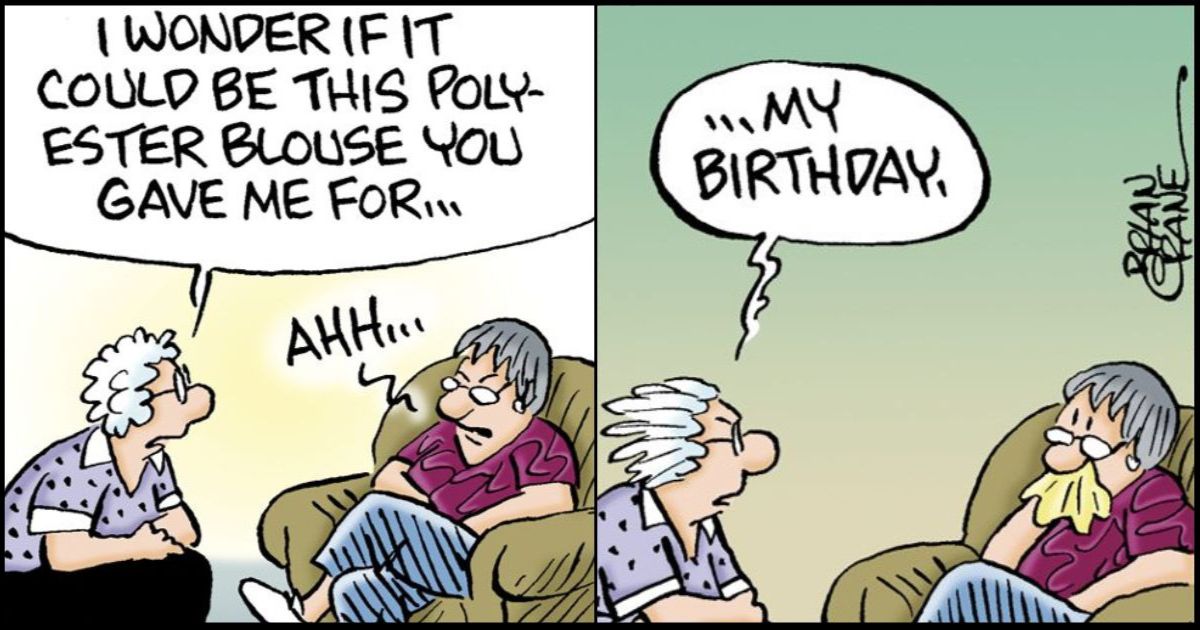 I WONDER IF IT
COULD BE THIS POLY-
ESTER BLOUSE YOU
GAVE ME FOR...
AHH...
...MY
BIRTHDAY.
BRIAN
CRANE